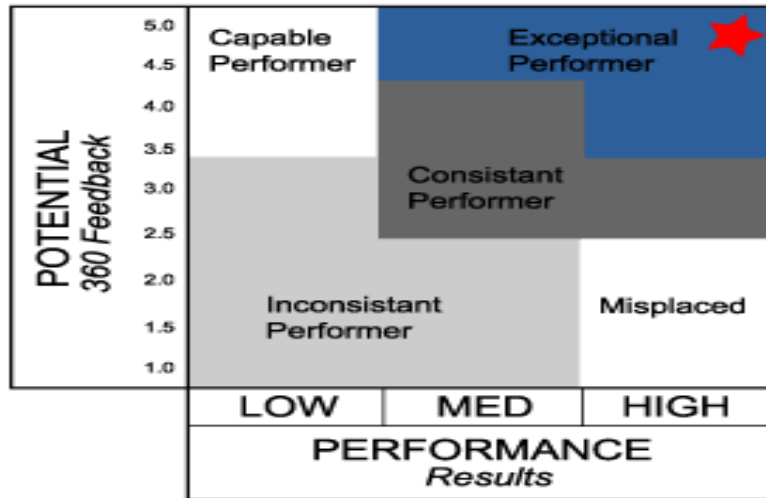 POTENTIAL
360 Feedback
5.0
4.5
4.0
3.5
3.0
2.5
2.0
1.5
1.0
Capable
Performer
Exceptional
Performer
Consistant
Performer
Inconsistant
Performer
Misplaced
LOW
MED
HIGH
PERFORMANCE
Results